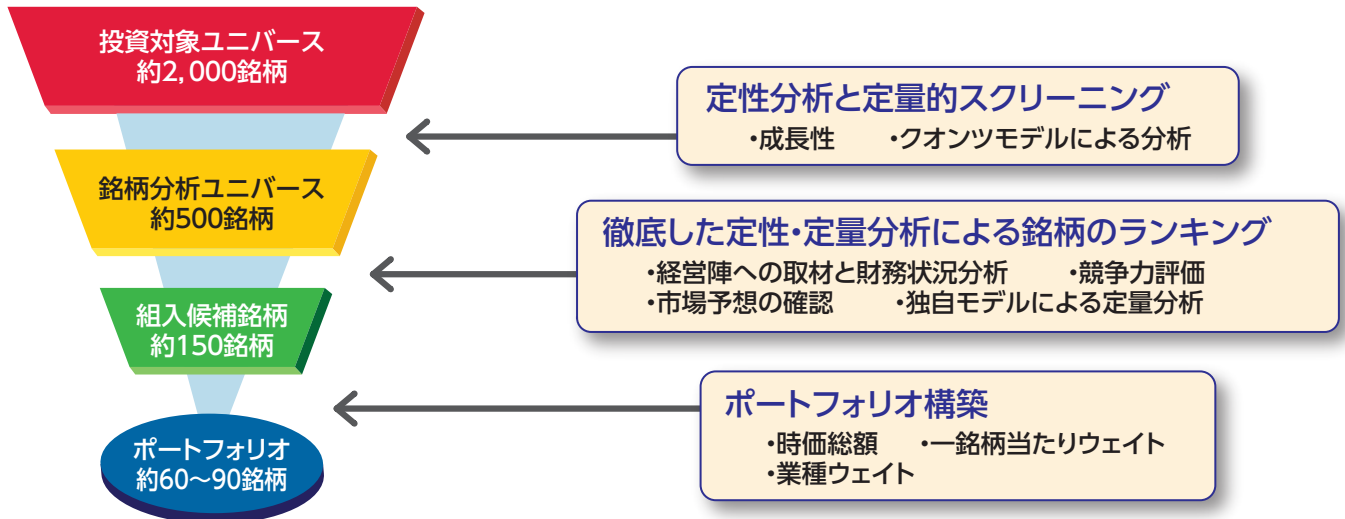 投資対象ユニバース
約2,000銘柄
定性分析と定量的スクリーニング
・成長性 ・クオンツモデルによる分析
銘柄分析ユニバース
約500銘柄
徹底した定性・定量分析による銘柄のランキング
・経営陣への取材と財務状況分析 ・競争力評価
・市場予想の確認 ・独自モデルによる定量分析
組入候補銘柄
約150銘柄
ポートフォリオ構築
・時価総額 ・一銘柄当たりウェイト
・業種ウェイト
ポートフォリオ
約60～90銘柄